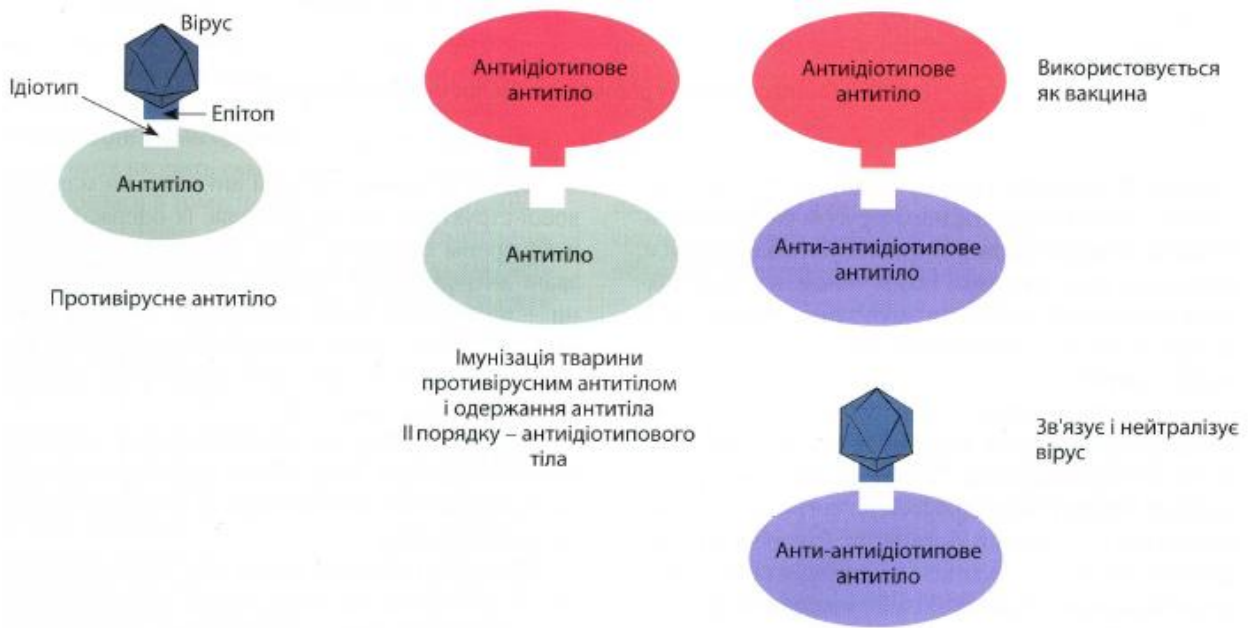 Вірус
Ідіотип
Епітоп
Антитіло
Противірусне антитіло
Антиідіотипове
антитіло
Антитіло
Імунізація тварини
противірусним антитілом
і одержання антитіла
ІІ порядку – антиідіотипового
тіла
Антиідіотипове
антитіло
Використовується
як вакцина
Анти-антиідіотипове
антитіло
Зв'язує і нейтралізує
вірус
Анти-антиідіотипове
антитіло